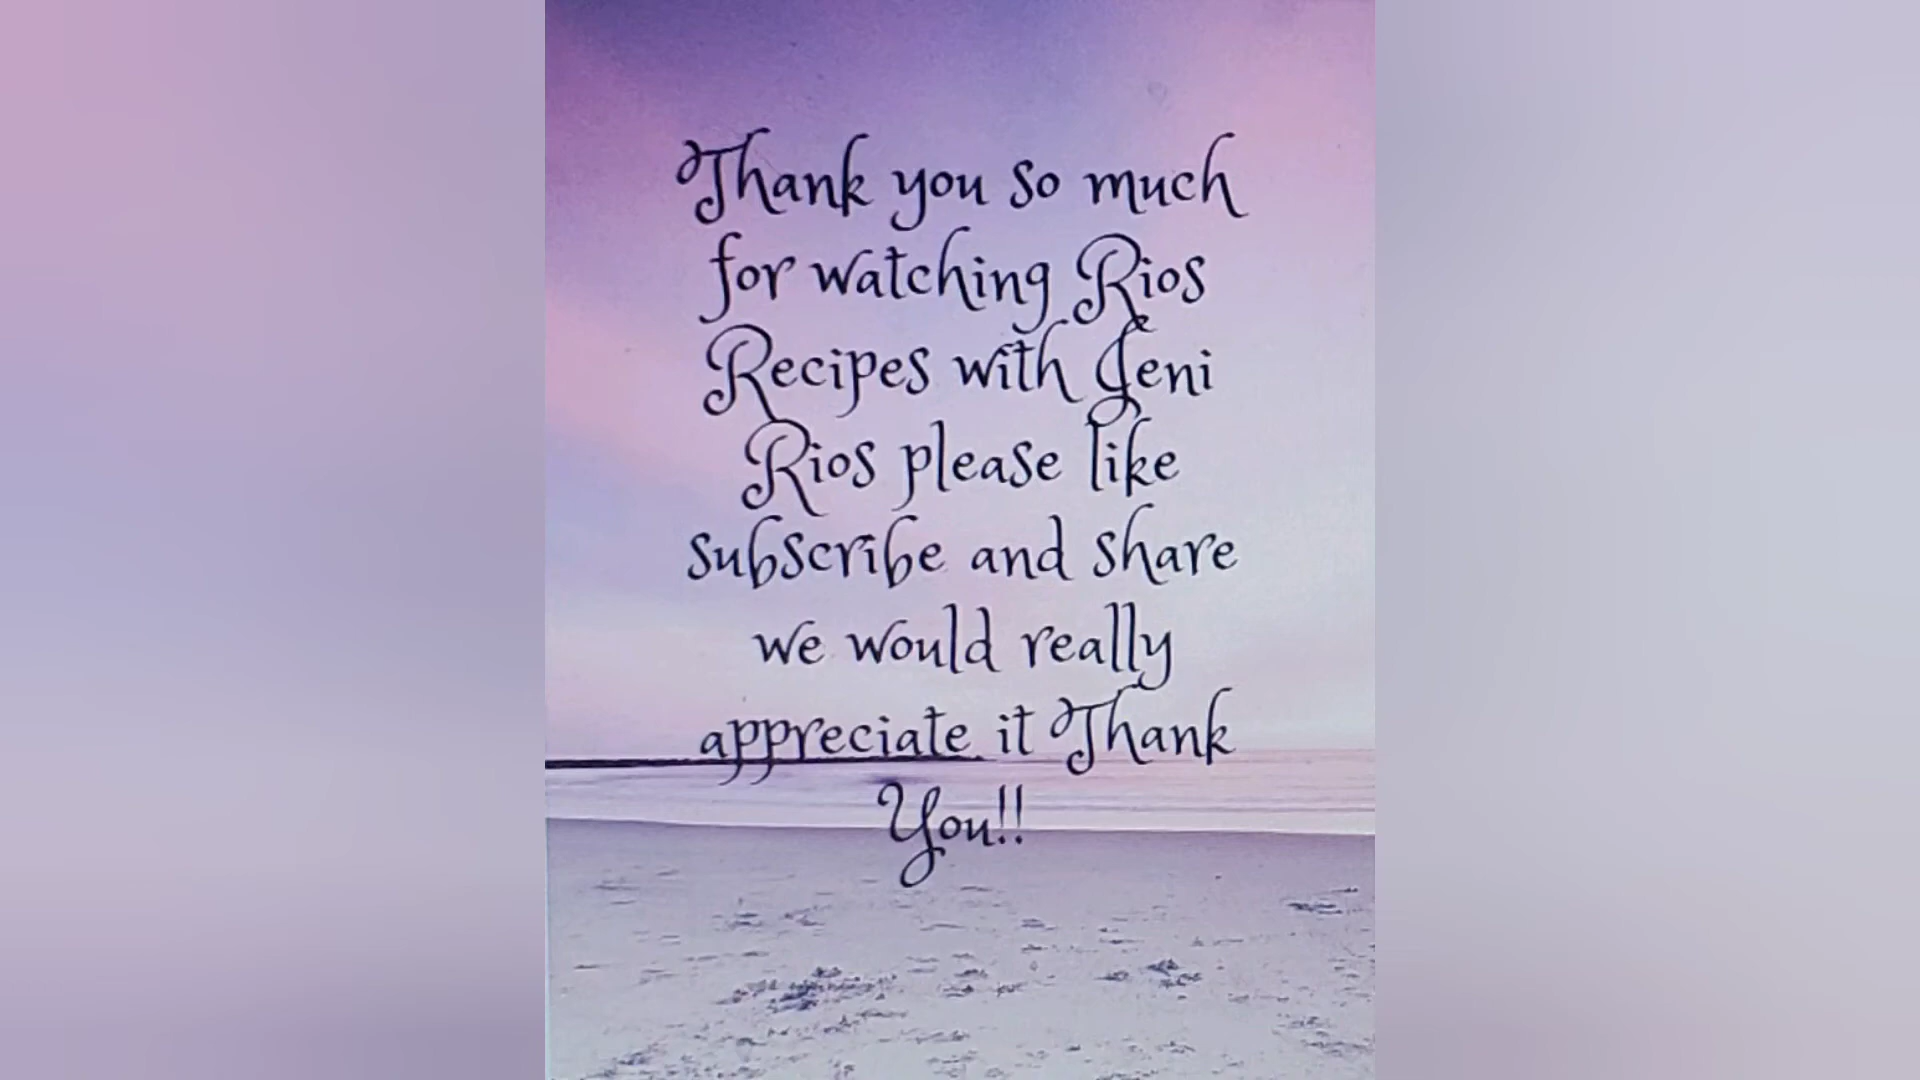 Thank you so much
for watching Rios
Recipes with Jeni
Rios please like
subscribe and share
we would really
appreciate it Thank
You!!